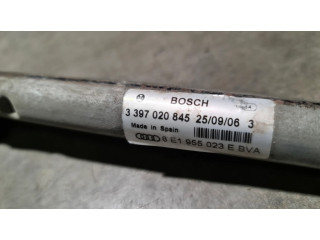 BOSCH
3 397 020 845 25/09/06 3
Made in Spain
8 E1 955 023 E BVA